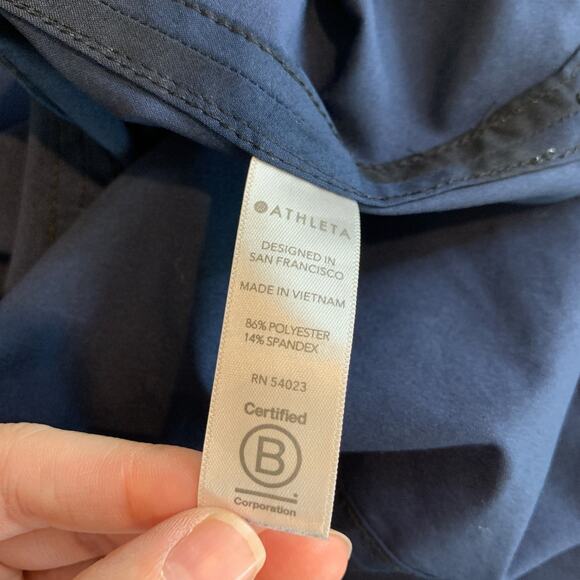 ATHLETA
DESIGNED IN
SAN FRANCISCO
MADE IN VIETNAM
86% POLYESTER
14% SPANDEX
RN 54023
Certified
B
Corporation